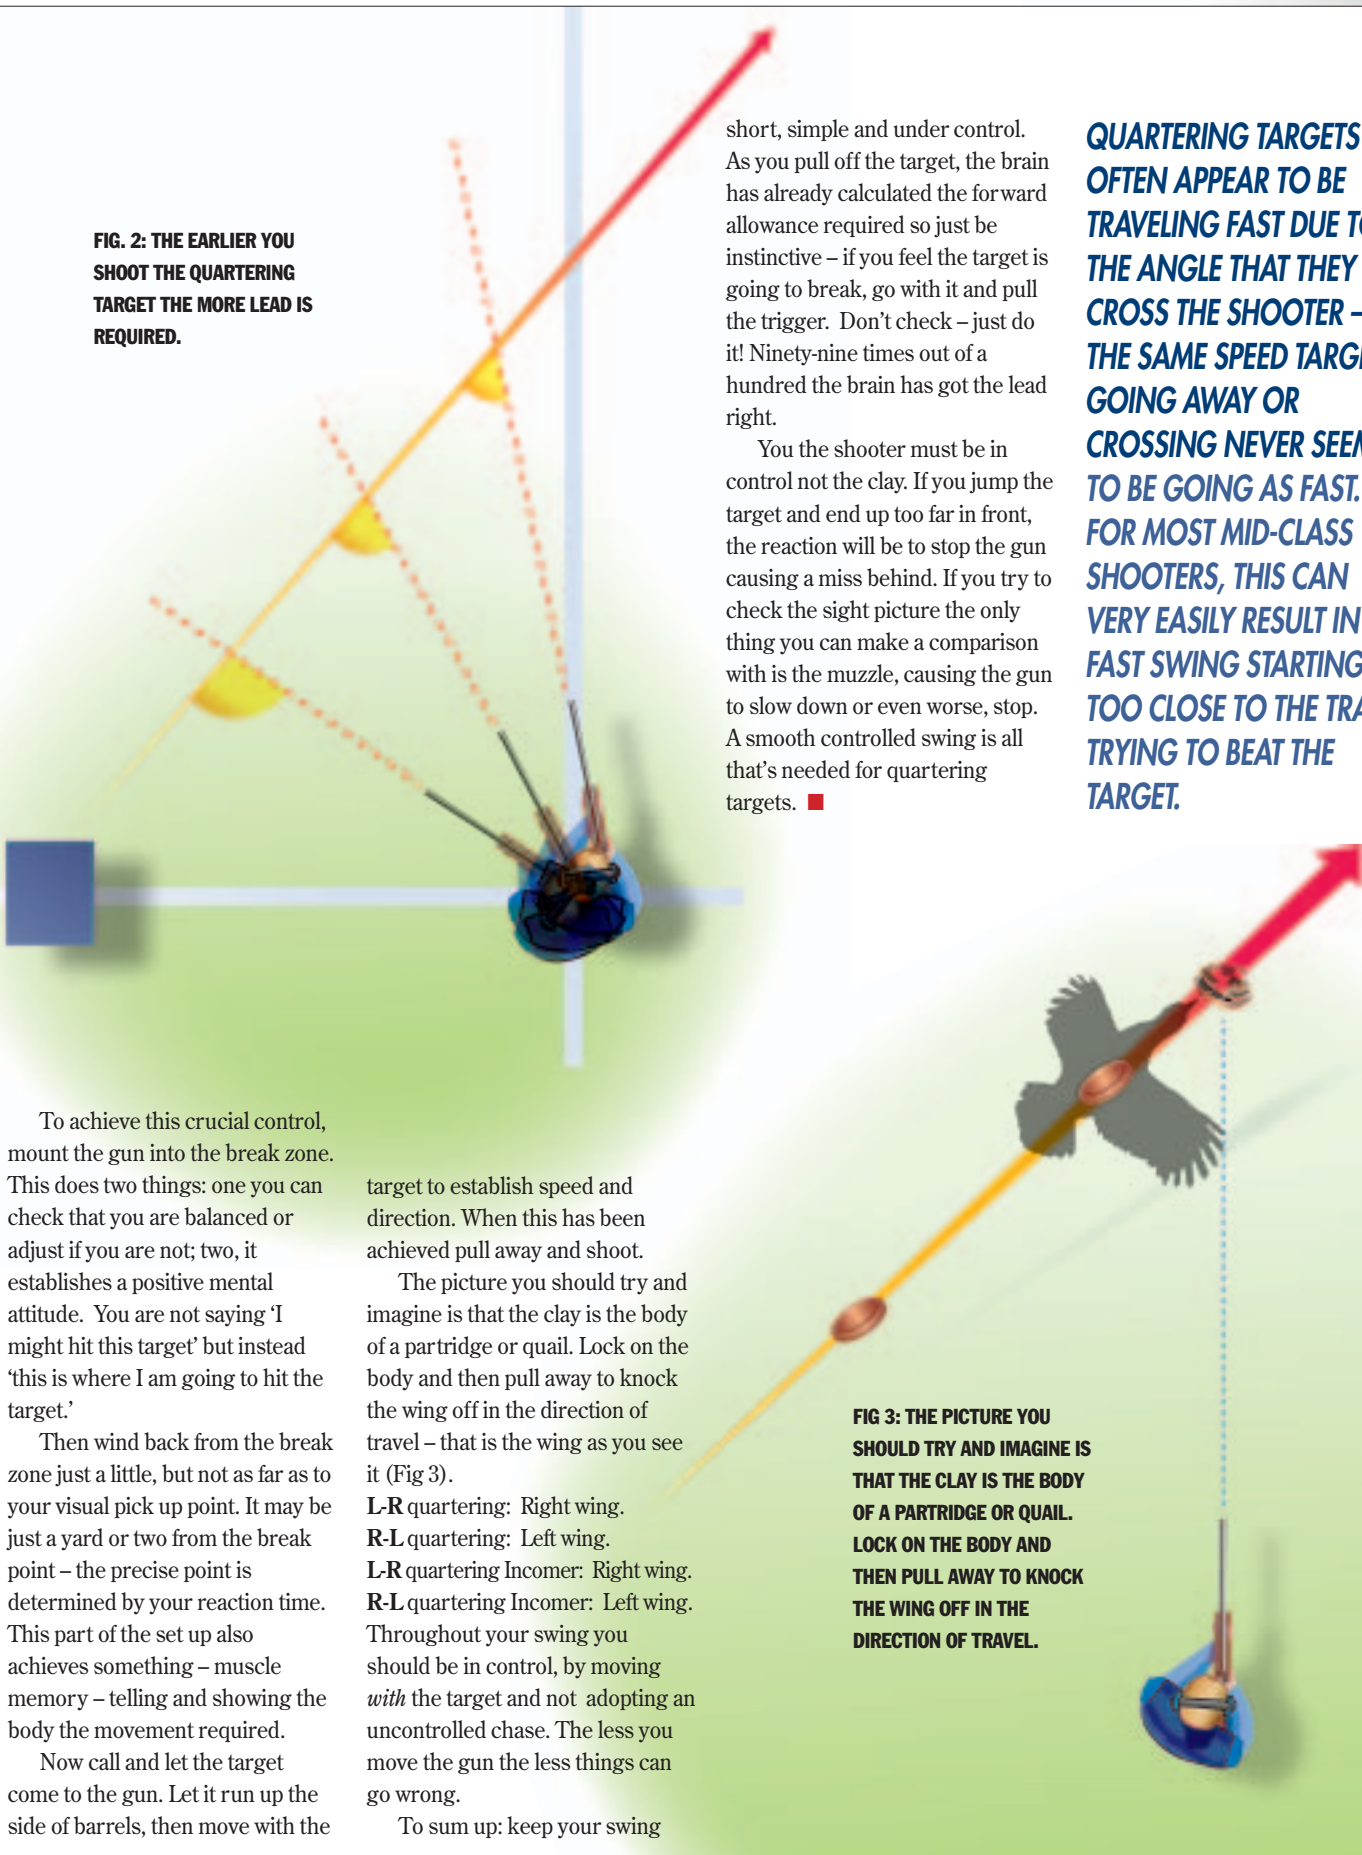 FIG. 2: THE EARLIER YOU
SHOOT THE QUARTERING
TARGET THE MORE LEAD IS
REQUIRED.
To achieve this crucial control,
mount the gun into the break zone.
This does two things: one you can
check that you are balanced or
adjust if you are not; two, it
establishes a positive mental
attitude.  You are not saying ‘I
might hit this target’ but instead
‘this is where I am going to hit the
target.’
Then wind back from the break
zone just a little, but not as far as to
your visual pick up point. It may be
just a yard or two from the break
point – the precise point is
determined by your reaction time.
This part of the set up also
achieves something – muscle
memory – telling and showing the
body the movement required.
Now call and let the target
come to the gun. Let it run up the
side of barrels, then move with the
target to establish speed and
direction. When this has been
achieved pull away and shoot.
The picture you should try and
imagine is that the clay is the body
of a partridge or quail. Lock on the
body and then pull away to knock
the wing off in the direction of
travel – that is the wing as you see
it (Fig 3).
L-R quartering:  Right wing.
R-L quartering:  Left wing.
L-R quartering Incomer:  Right wing.
R-L quartering Incomer:  Left wing.
Throughout your swing you
should be in control, by moving
with the target and not  adopting an
uncontrolled chase. The less you
move the gun the less things can
go wrong.
To sum up: keep your swing
short, simple and under control.
As you pull off the target, the brain
has already calculated the forward
allowance required so just be
instinctive – if you feel the target is
going to break, go with it and pull
the trigger.  Don’t check – just do
it! Ninety-nine times out of a
hundred the brain has got the lead
right.
You the shooter must be in
control not the clay. If you jump the
target and end up too far in front,
the reaction will be to stop the gun
causing a miss behind. If you try to
check the sight picture the only
thing you can make a comparison
with is the muzzle, causing the gun
to slow down or even worse, stop.
A smooth controlled swing is all
that’s needed for quartering
targets.
QUARTERING TARGETS
OFTEN APPEAR TO BE
TRAVELING FAST DUE
THE ANGLE THAT THEY
CROSS THE SHOOTER –
THE SAME SPEED
GOING AWAY OR
CROSSING NEVER
TO BE GOING AS FAST.
FOR MOST MID-CLASS
SHOOTERS, THIS CAN
VERY EASILY RESULT IN
FAST SWING STARTING
TOO CLOSE TO THE
TRYING TO BEAT THE
TARGET.
FIG 3: THE PICTURE YOU
SHOULD TRY AND IMAGINE IS
THAT THE CLAY IS THE BODY
OF A PARTRIDGE OR QUAIL.
LOCK ON THE BODY AND
THEN PULL AWAY TO KNOCK
THE WING OFF IN THE
DIRECTION OF TRAVEL.